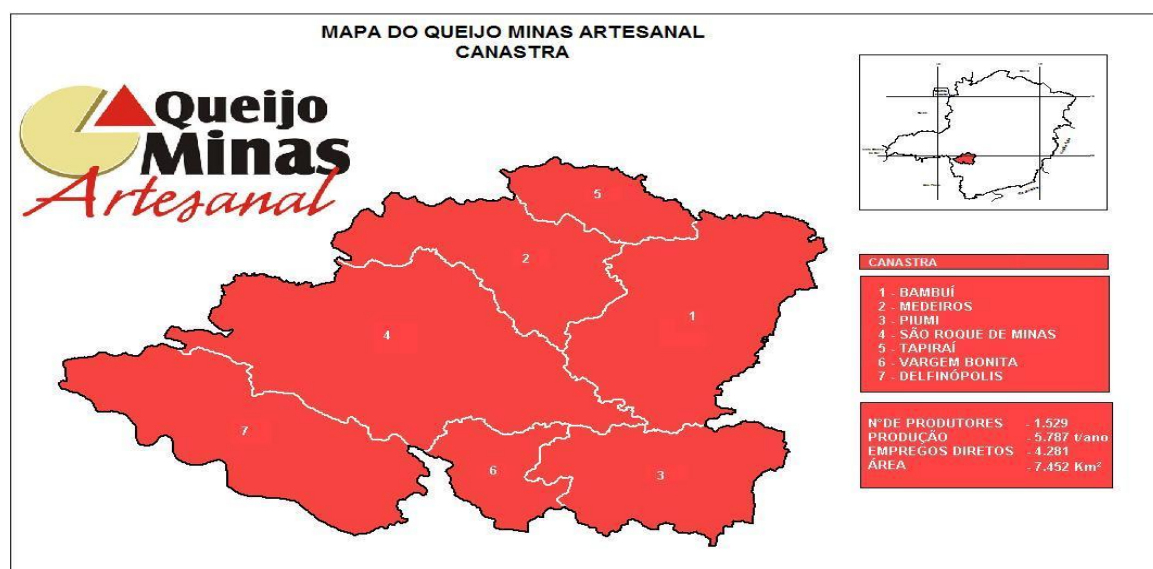 MAPA DO QUEIJO MINAS ARTESANAL
CANASTRA
Queijo
Minas
Artesanal
5
2
1
4
7
6
3
CANASTRA
1 - BAMBUÍ
2 - MEDEIROS
3 - PIUMI
4 - SÃO ROQUE DE MINAS
5 - TAPIRAÍ
6 - VARGEM BONITA
7 - DELFINÓPOLIS
N°DE PRODUTORES - 1.529
PRODUÇÃO - 5.787 t/ano
EMPREGOS DIRETOS - 4.281
ÁREA - 7.452 Km²